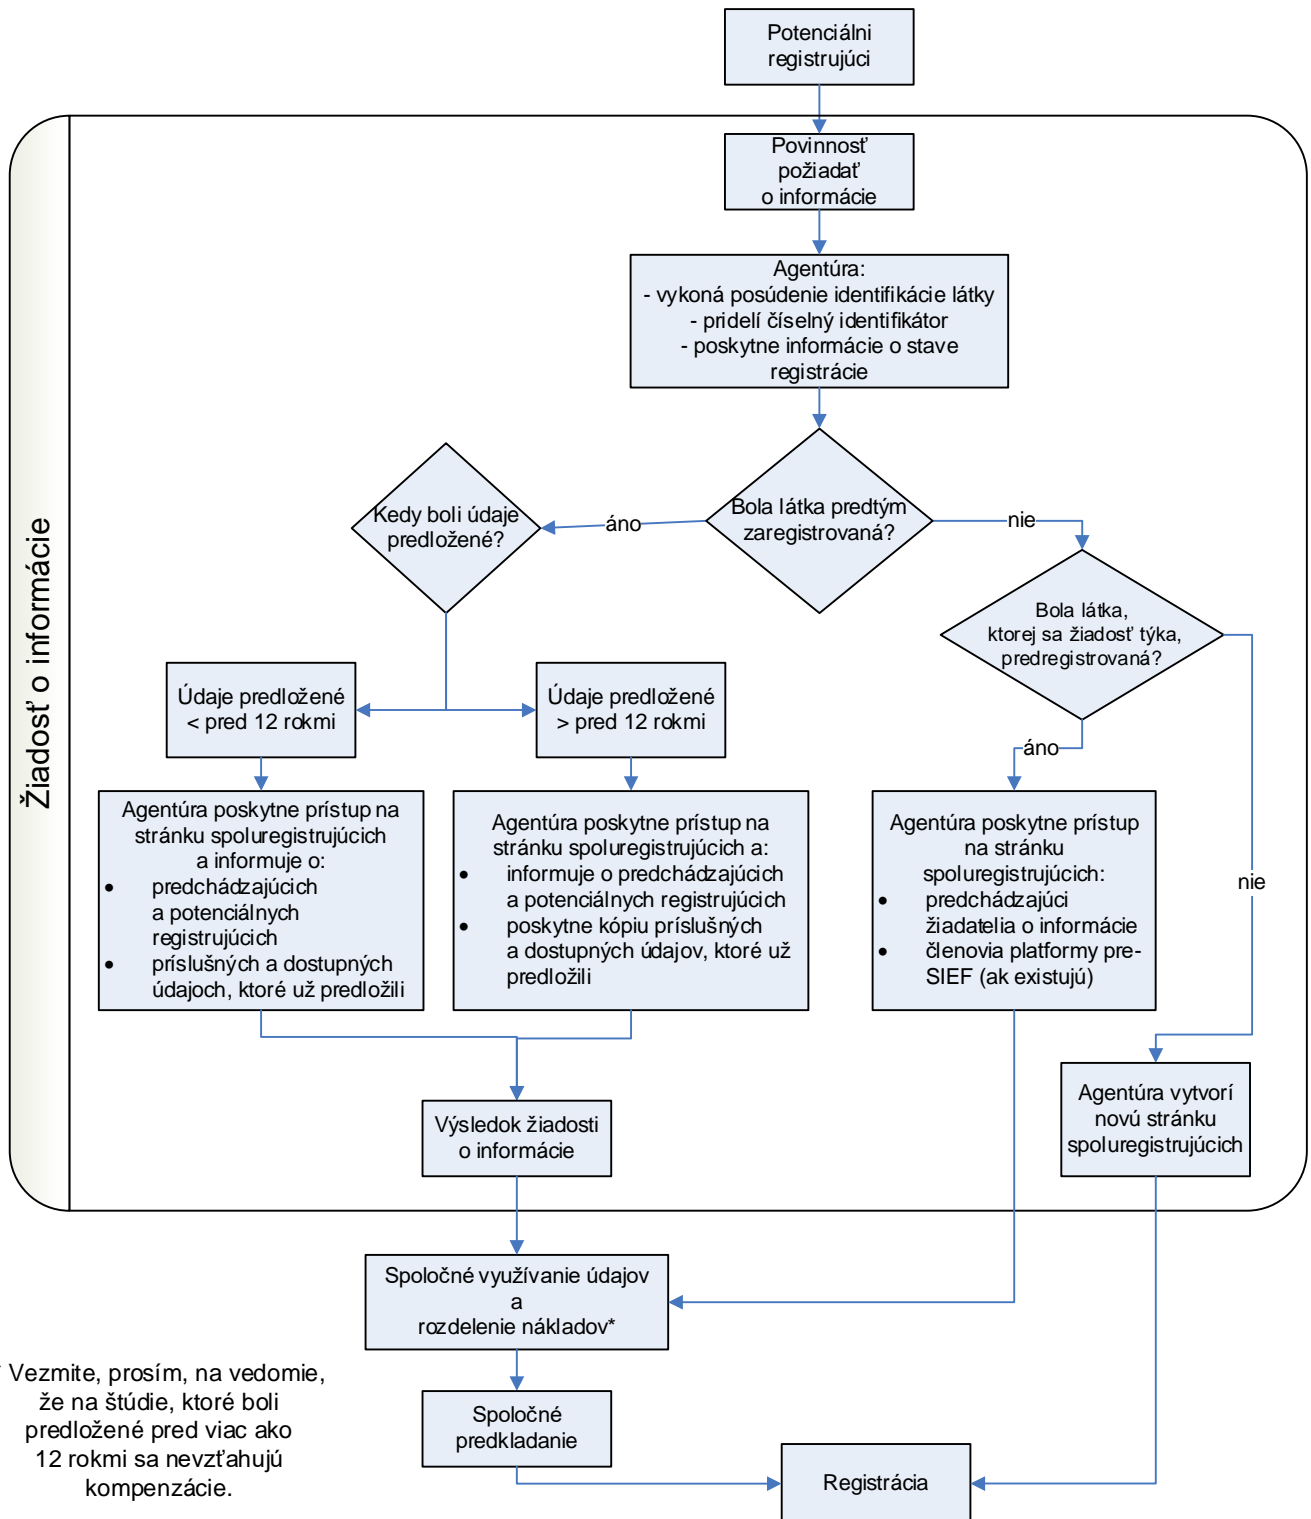 Potenciálni
registrujúci
Žiadosť o informácie
Povinnosť
požiadať
o informácie
Agentúra:
- vykoná posúdenie identifikácie látky
- pridelí číselný identifikátor
- poskytne informácie o stave
registrácie
Bola látka predtým
zaregistrovaná?
áno
nie
Kedy boli údaje
predložené?
Bola látka,
ktorej sa žiadosť týka,
predregistrovaná?
áno
nie
Údaje predložené
< pred 12 rokmi
Údaje predložené
> pred 12 rokmi
Agentúra poskytne prístup na
stránku spoluregistrujúcich
a informuje o:
• predchádzajúcich
a potenciálnych
registrujúcich
• príslušných a dostupných
údajoch, ktoré už predložili
Agentúra poskytne prístup na
stránku spoluregistrujúcich a:
• informuje o predchádzajúcich
a potenciálnych registrujúcich
• poskytne kópiu príslušných
a dostupných údajov, ktoré už
predložili
Agentúra poskytne prístup
na stránku
spoluregistrujúcich:
• predchádzajúci
žiadatelia o informácie
• členovia platformy pre-
SIEF (ak existujú)
Výsledok žiadosti
o informácie
Agentúra vytvorí
novú stránku
spoluregistrujúcich
Spoločné využívanie údajov
a
rozdelenie nákladov*
* Vezmite, prosím, na vedomie,
že na štúdie, ktoré boli
predložené pred viac ako
12 rokmi sa nevzťahujú
kompenzácie.
Spoločné
predkladanie
Registrácia